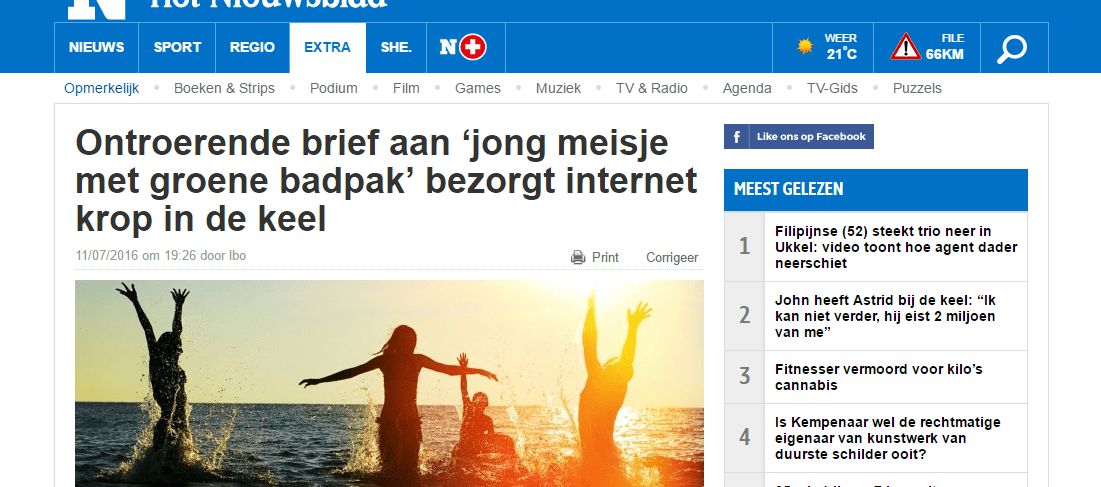 Het Nieuwsblad
NIEUWS
SPORT
REGIO
EXTRA
SHE.
N
WEER
21°C
FILE
66KM
Opmerkelijk • Boeken & Strips • Podium • Film • Games • Muziek • TV & Radio • Agenda • TV-Gids • Puzzels
Ontroerende brief aan ‘jong meisje
met groene badpak’ bezorgt internet
krop in de keel
11/07/2016 om 19:26 door lbo
Print
Corrigeer
Like ons op Facebook
MEEST GELEZEN
1
Filipijnse (52) steekt trio neer in
Ukkel: video toont hoe agent dader
neerschiet
2
John heeft Astrid bij de keel: “Ik
kan niet verder, hij eist 2 miljoen
van me”
3
Fitnesser vermoord voor kilo’s
cannabis
4
Is Kempenaar wel de rechtmatige
eigenaar van kunstwerk van
duurste schilder ooit?